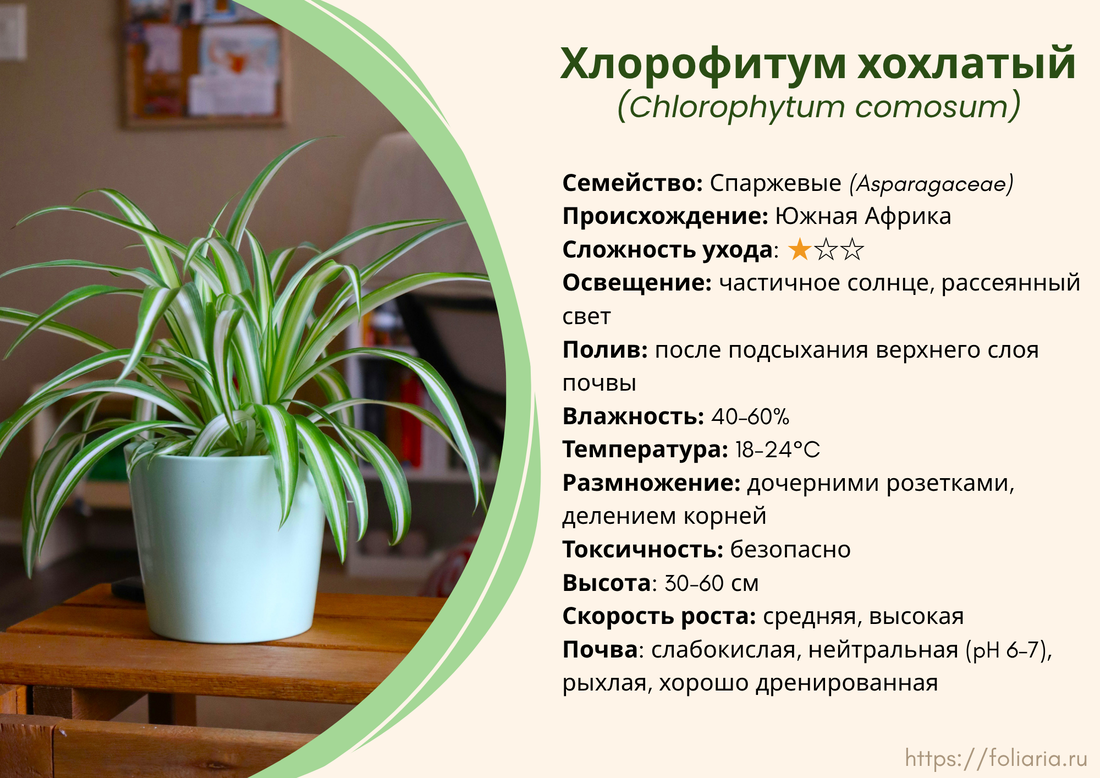 Хлорофитум хохлатый
(Chlorophytum comosum)
Семейство: Спаржевые (Asparagaceae)
Происхождение: Южная Африка
Сложность ухода: ★☆☆
Освещение: частичное солнце, рассеянный
свет
Полив: после подсыхания верхнего слоя
почвы
Влажность: 40-60%
Температура: 18-24°C
Размножение: дочерними розетками,
делением корней
Токсичность: безопасно
Высота: 30-60 см
Скорость роста: средняя, высокая
Почва: слабокислая, нейтральная (pH 6-7),
рыхлая, хорошо дренированная
https://foliaria.ru